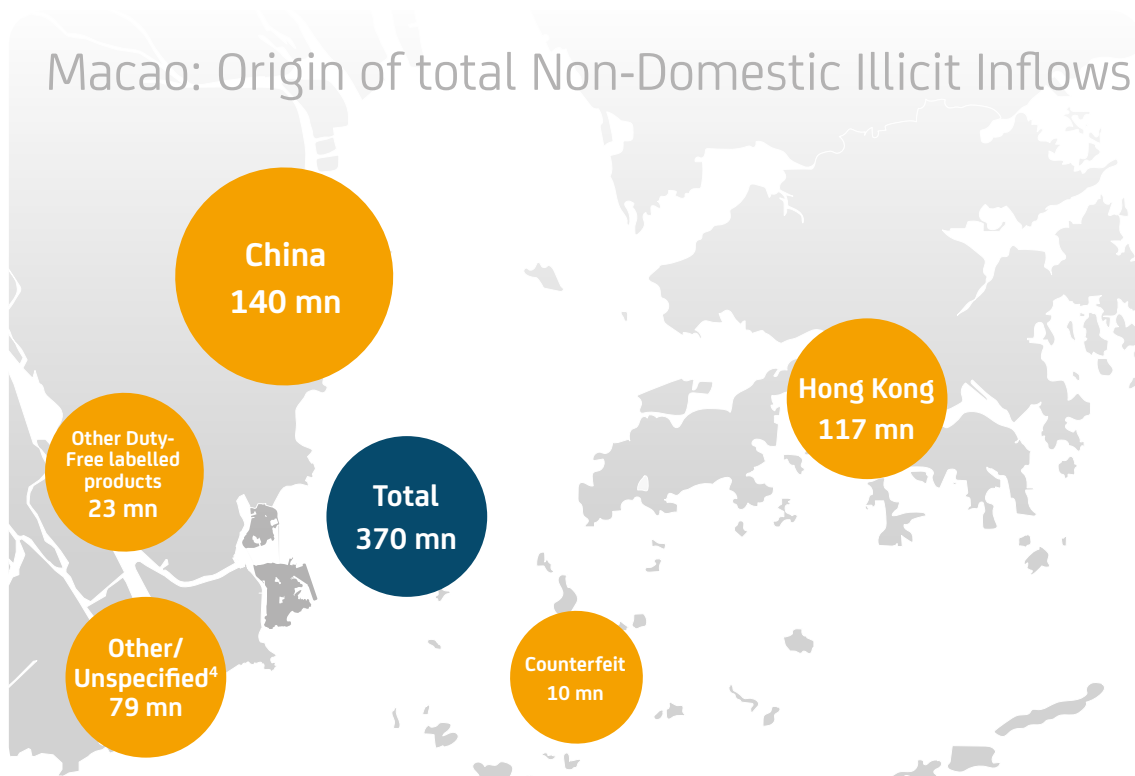 Macao: Origin of total Non-Domestic Illicit Inflows
China
140 mn
Hong Kong
117 mn
Other Duty-
Free labelled
products
23 mn
Total
370 mn
Other/
Unspecified⁴
79 mn
Counterfeit
10 mn